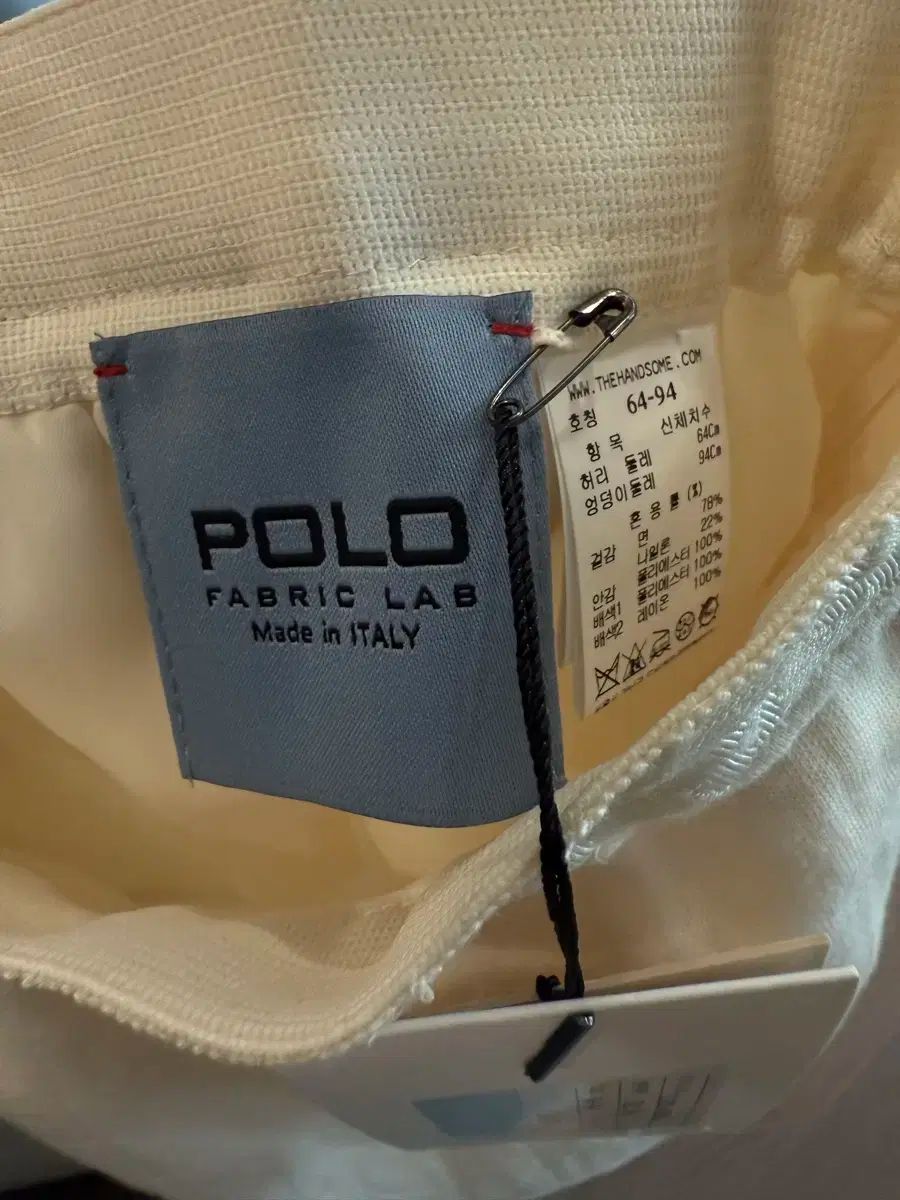 POLO
FABRIC LAB
Made in ITALY
WWW.THEHANDSOME.COM
호칭 64-94
항목 신체치수
허리 둘레 64Cm
엉덩이둘레 94Cm
혼용률 (%)
겉감 면 78%
나일론 22%
안감 폴리에스터 100%
배색1 폴리에스터 100%
배색2 레이온 100%